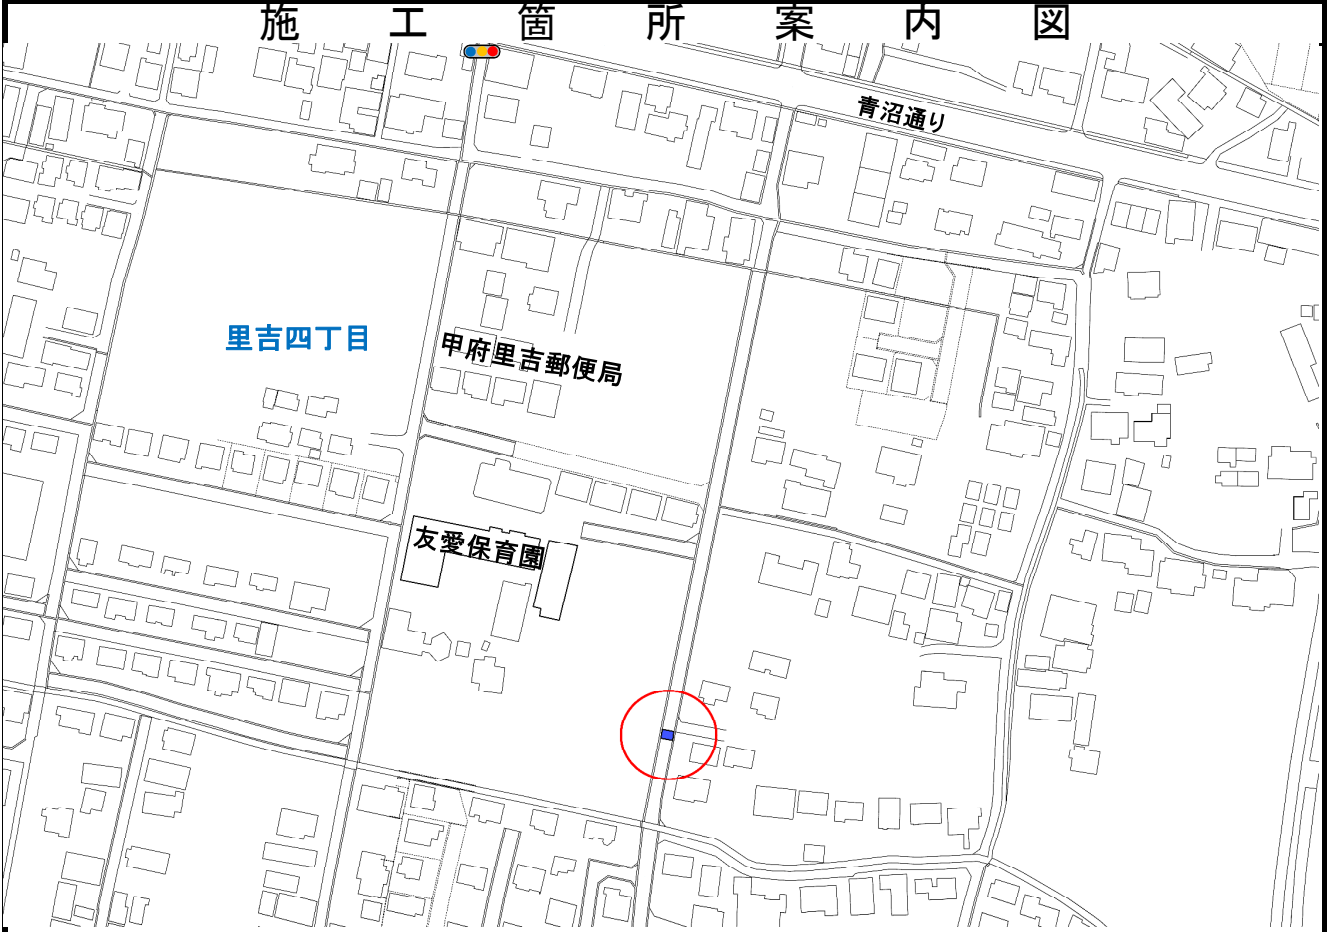 施工箇所案内図
青沼通り
里吉四丁目
甲府里吉郵便局
友愛保育園